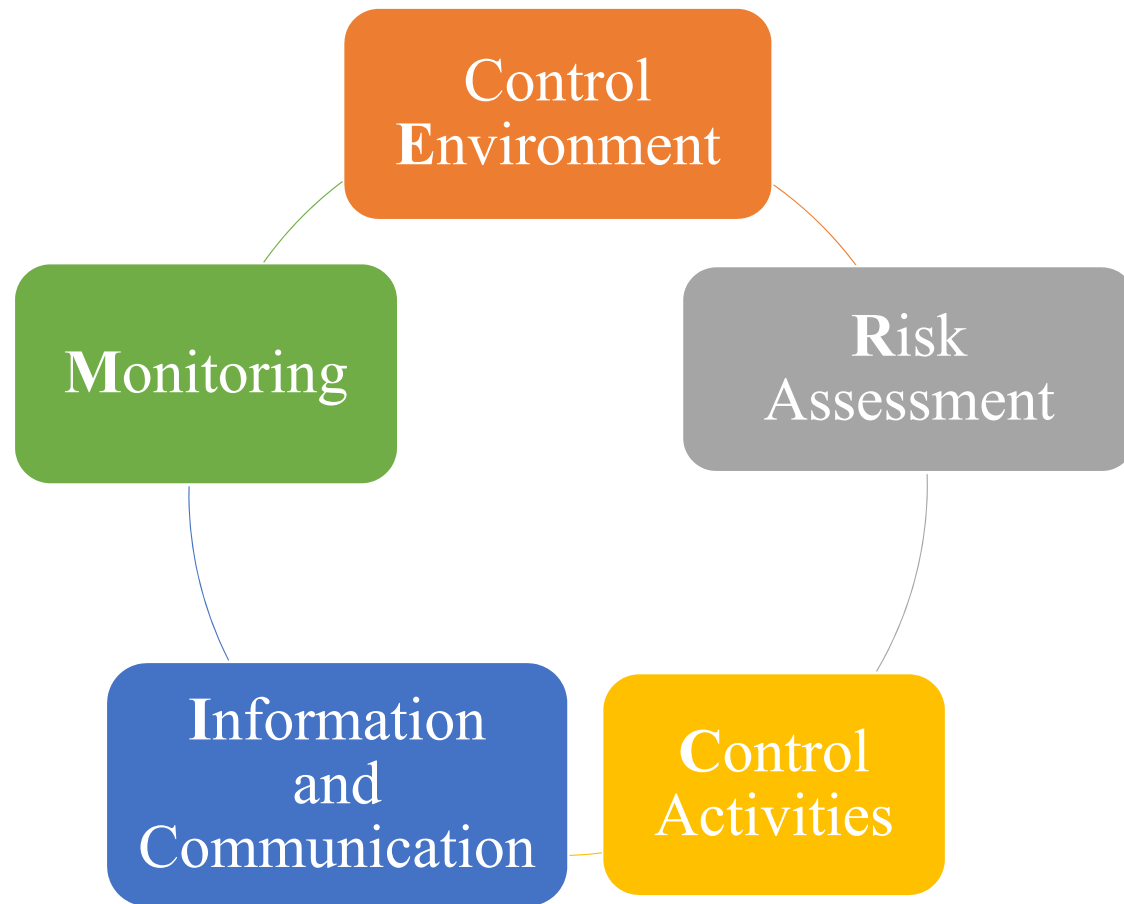 Control
Environment
Risk
Assessment
Control
Activities
Information
and
Communication
Monitoring